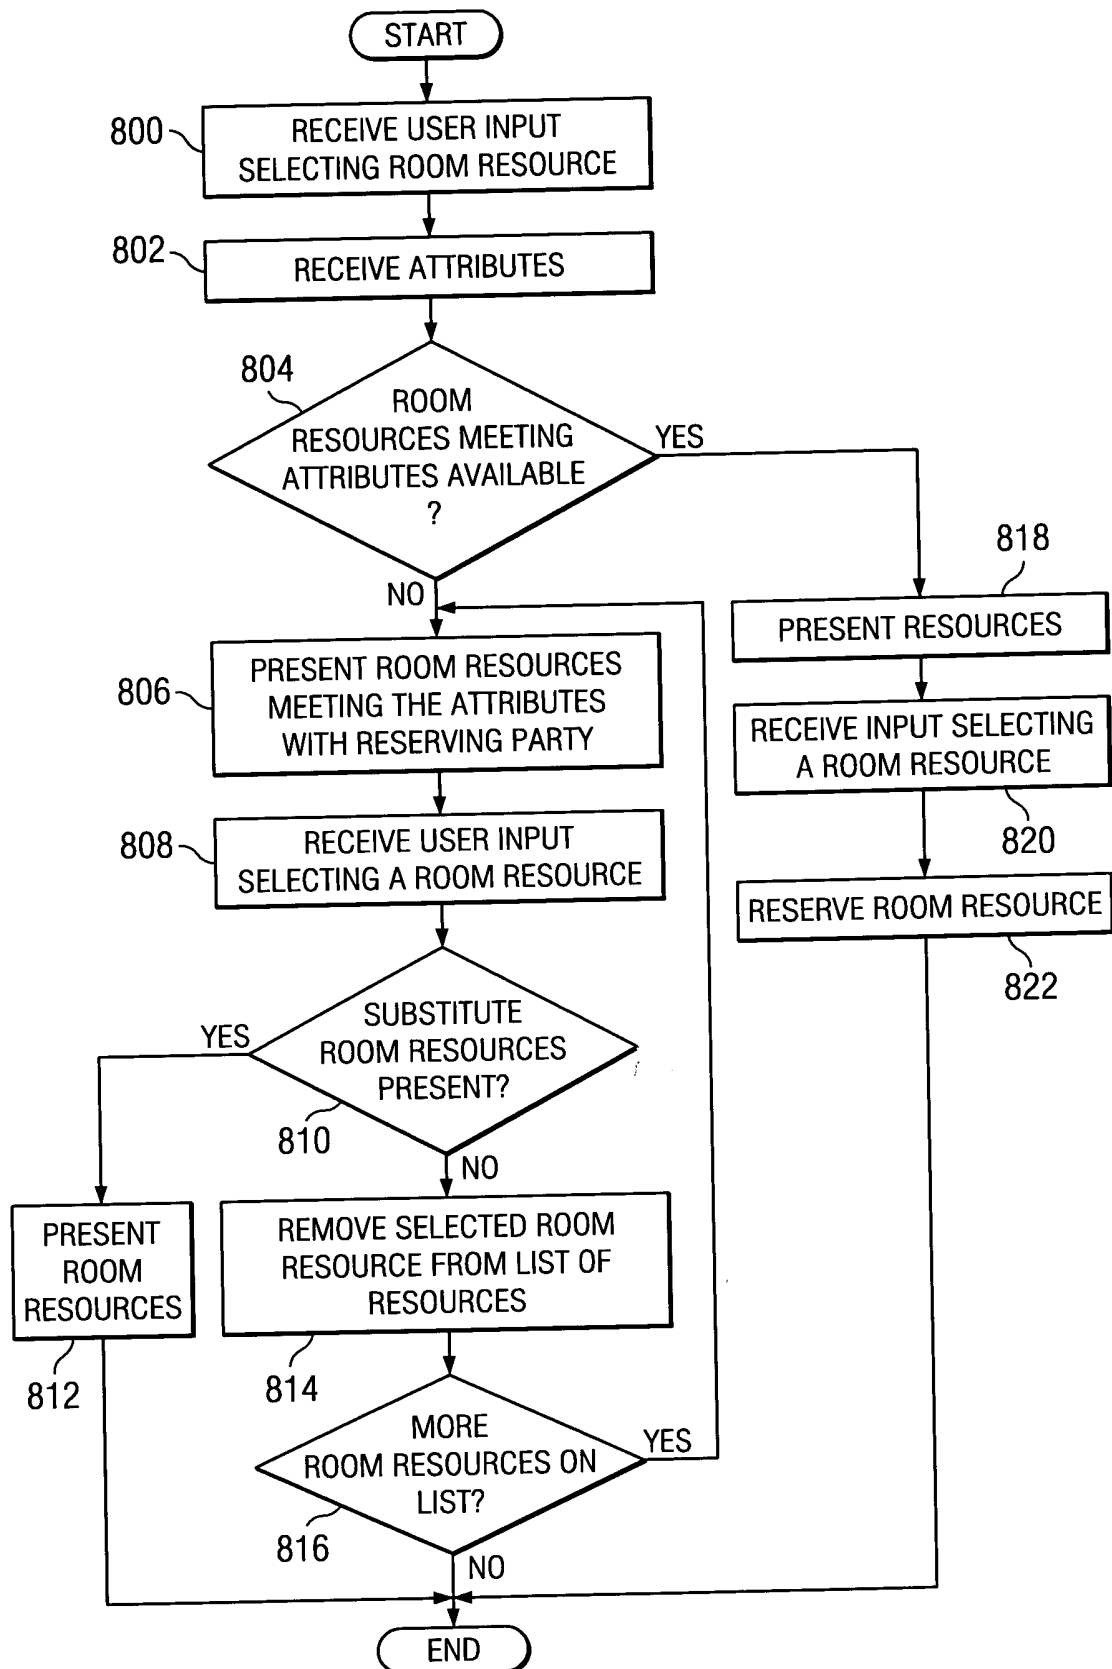 START
800
RECEIVE USER INPUT
SELECTING ROOM RESOURCE
802
RECEIVE ATTRIBUTES
804
ROOM
RESOURCES MEETING
ATTRIBUTES AVAILABLE
?
YES
NO
818
PRESENT RESOURCES
806
PRESENT ROOM RESOURCES
MEETING THE ATTRIBUTES
WITH RESERVING PARTY
RECEIVE INPUT SELECTING
A ROOM RESOURCE
820
808
RECEIVE USER INPUT
SELECTING A ROOM RESOURCE
RESERVE ROOM RESOURCE
822
SUBSTITUTE
ROOM RESOURCES
PRESENT?
YES
810
NO
PRESENT
ROOM
RESOURCES
812
REMOVE SELECTED ROOM
RESOURCE FROM LIST OF
RESOURCES
814
MORE
ROOM RESOURCES ON
LIST?
YES
816
NO
END